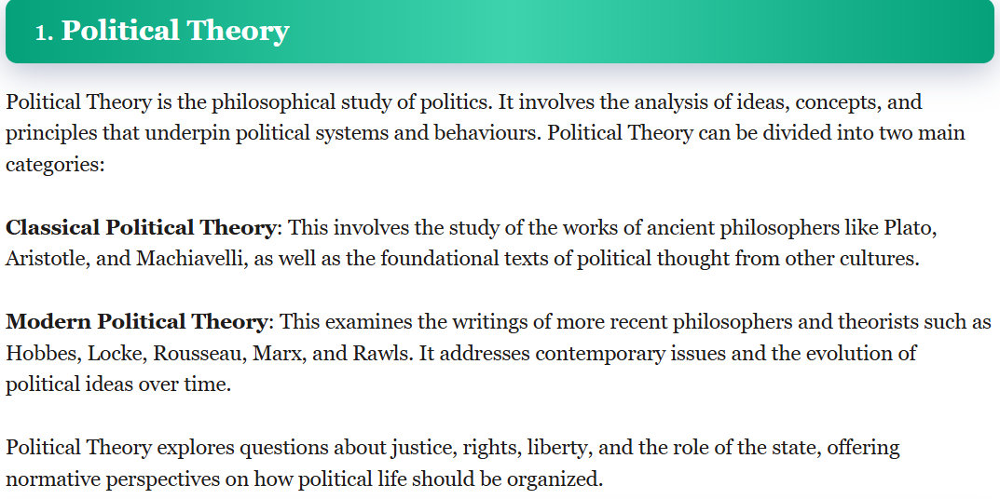 1. Political Theory
Political Theory is the philosophical study of politics. It involves the analysis of ideas, concepts, and
principles that underpin political systems and behaviours. Political Theory can be divided into two main
categories:
Classical Political Theory: This involves the study of the works of ancient philosophers like Plato,
Aristotle, and Machiavelli, as well as the foundational texts of political thought from other cultures.
Modern Political Theory: This examines the writings of more recent philosophers and theorists such as
Hobbes, Locke, Rousseau, Marx, and Rawls. It addresses contemporary issues and the evolution of
political ideas over time.
Political Theory explores questions about justice, rights, liberty, and the role of the state, offering
normative perspectives on how political life should be organized.